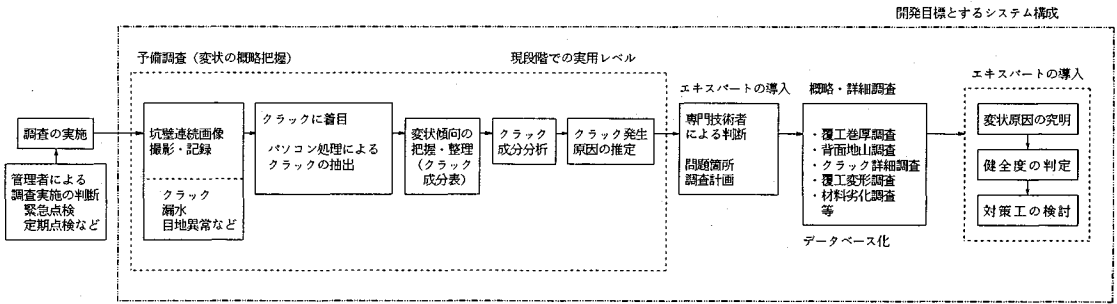 開発目標とするシステム構成
予備調査（変状の概略把握）
現段階での実用レベル
調査の実施
管理者による
調査実施の判断
緊急点検
定期点検など
坑壁連続画像
撮影・記録
クラック
漏水
目地異常など
クラックに着目
パソコン処理による
クラックの抽出
変状傾向の
把握・整理
（クラック
成分表）
クラック
成分分析
クラック発生
原因の推定
エキスパートの導入
専門技術者
による判断
問題箇所
調査計画
概略・詳細調査
・覆工巻厚調査
・背面地山調査
・クラック詳細調査
・覆工変形調査
・材料劣化調査
等
データベース化
エキスパートの導入
変状原因の究明
健全度の判定
対策工の検討